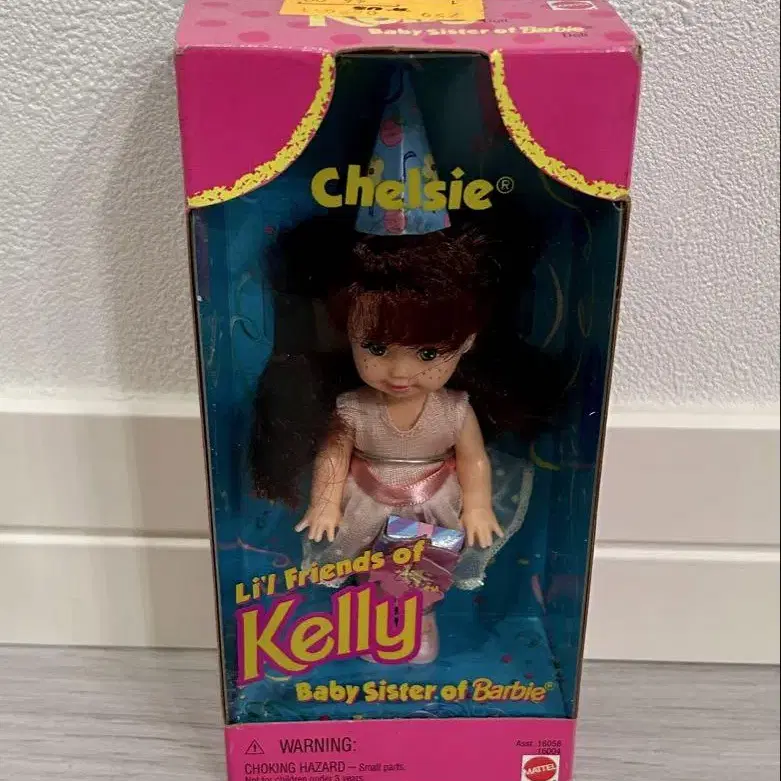 Baby Sister of Barbie
Doll
Chelsie®
Li'l Friends of
Kelly
Baby Sister of Barbie®
⚠ WARNING:
CHOKING HAZARD — Small parts.
Not for children under 3 years.
Asst. 16058
16004
MATTEL